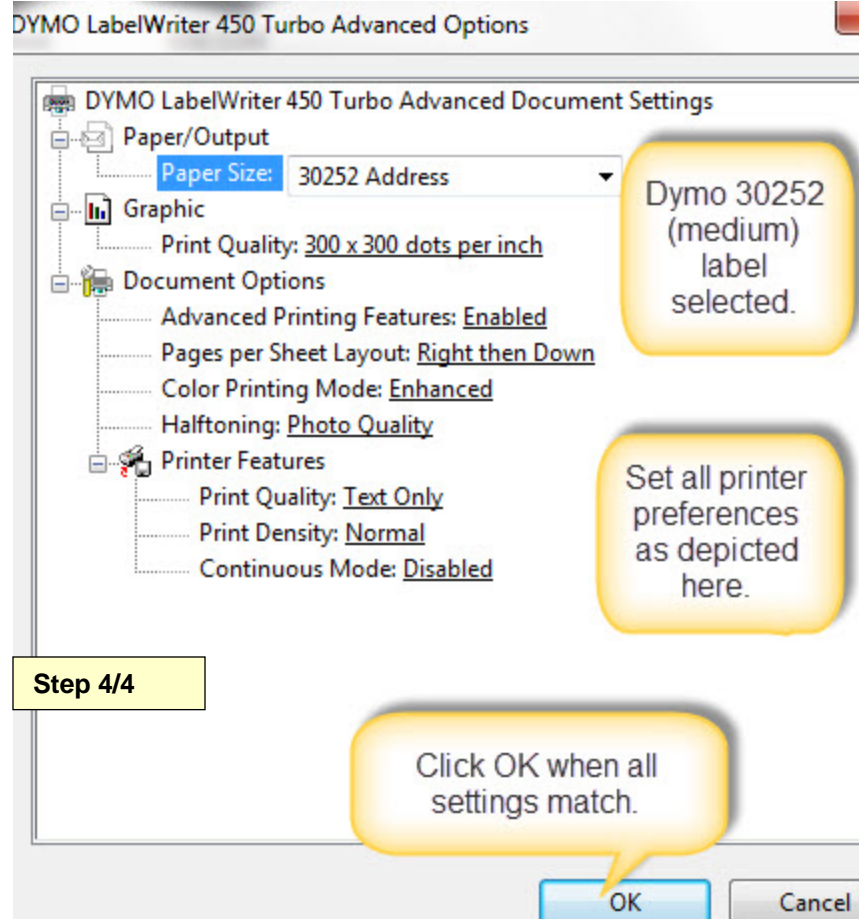 DYMO LabelWriter 450 Turbo Advanced Options
DYMO LabelWriter 450 Turbo Advanced Document Settings
Paper/Output
Paper Size: 30252 Address
Graphic
Print Quality: 300 x 300 dots per inch
Document Options
Advanced Printing Features: Enabled
Pages per Sheet Layout: Right then Down
Color Printing Mode: Enhanced
Halftoning: Photo Quality
Printer Features
Print Quality: Text Only
Print Density: Normal
Continuous Mode: Disabled
Dymo 30252
(medium)
label
selected.
Set all printer
preferences
as depicted
here.
Step 4/4
Click OK when all
settings match.
OK
Cancel